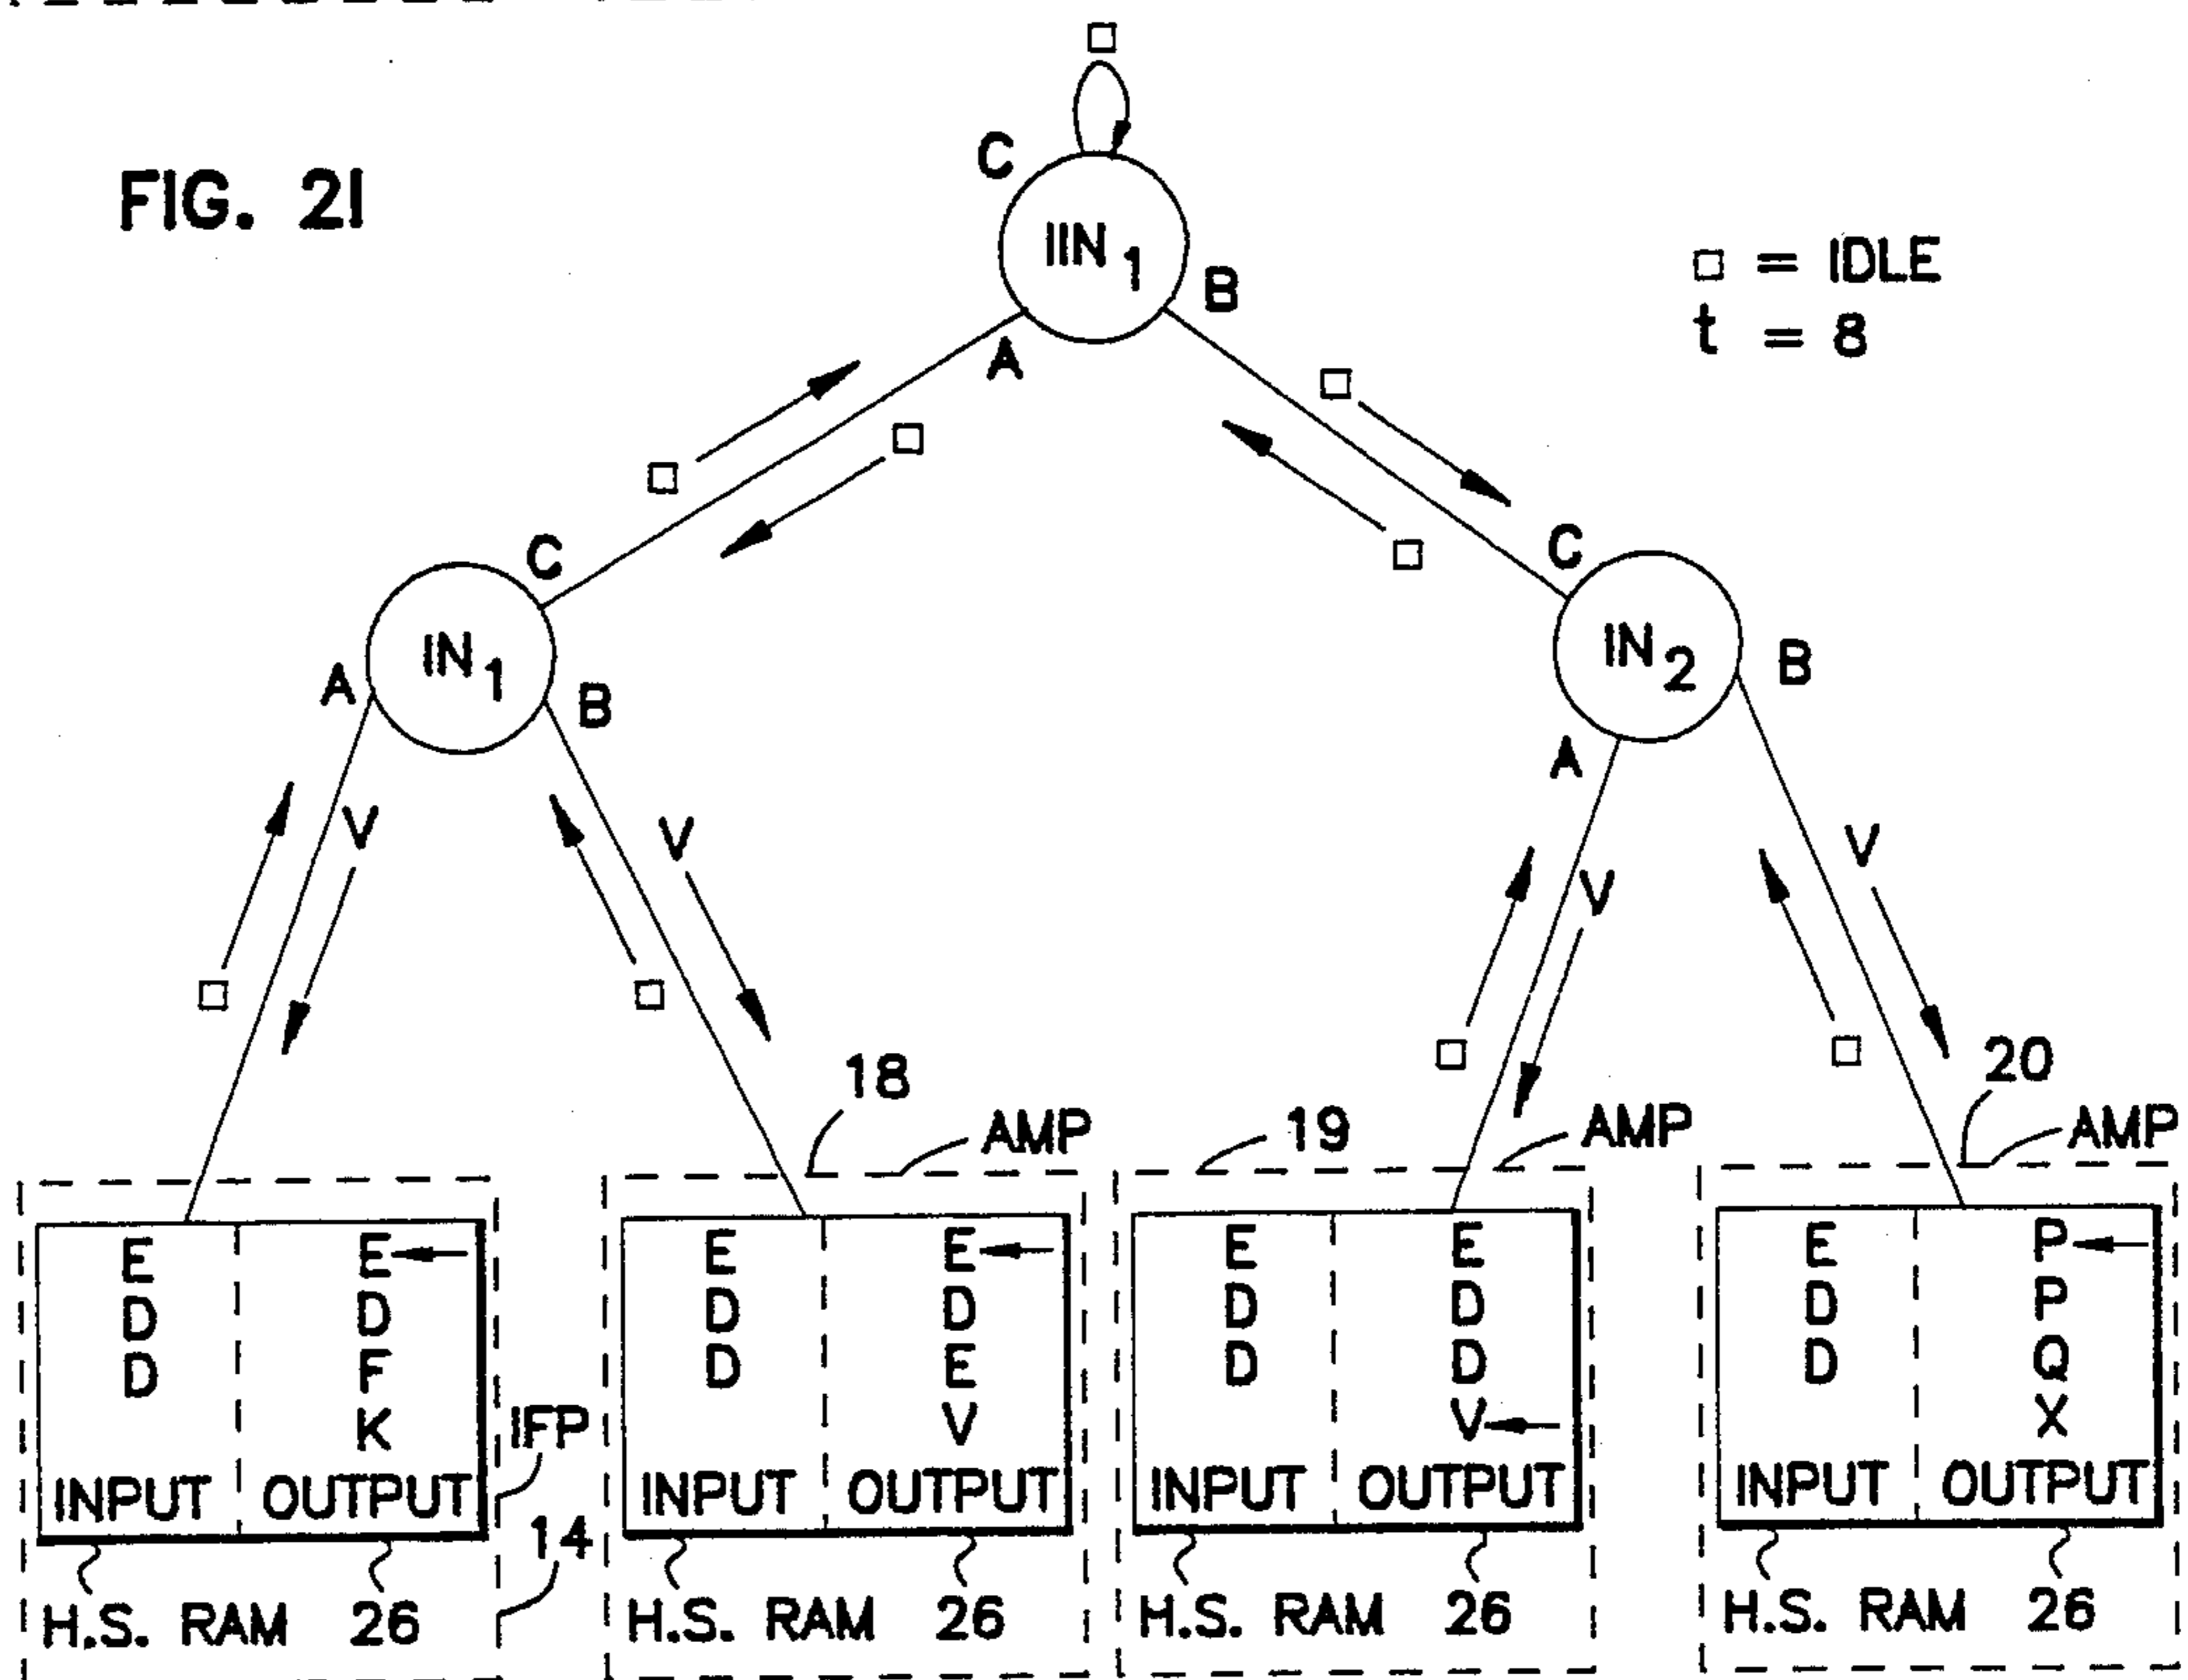 FIG. 21
C
IIN1
B
A
□ = IDLE
t = 8
C
IN1
A
B
C
IN2
B
A
V
V
V
V
18
AMP
19
AMP
20
AMP
E E
D D
D F
K
INPUT OUTPUT
IFP
14
H.S. RAM 26
E E
D D
D E
V
INPUT OUTPUT
H.S. RAM 26
E E
D D
D D
V
INPUT OUTPUT
H.S. RAM 26
E P
D P
D Q
X
INPUT OUTPUT
H.S. RAM 26